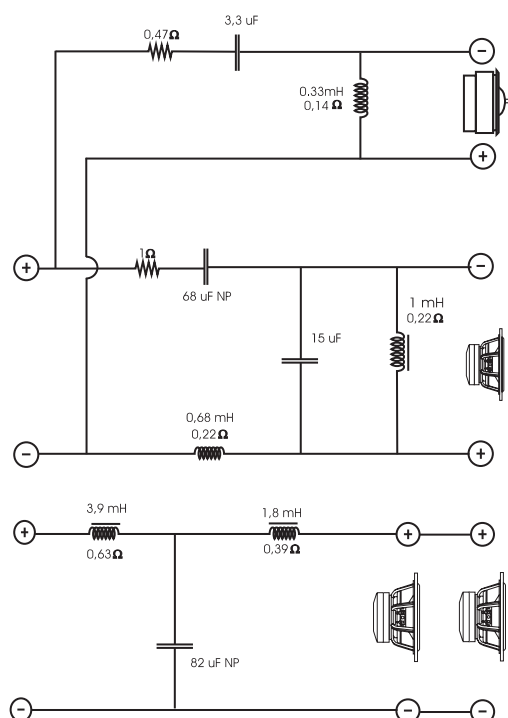 3,3 uF
0,47Ω
−
0.33mH
0,14Ω
+
1Ω
+
−
68 uF NP
1 mH
0,22Ω
15 uF
0,68 mH
0,22Ω
−
+
3,9 mH
1,8 mH
+
+
+
0,63Ω
0,39Ω
82 uF NP
−
−
−